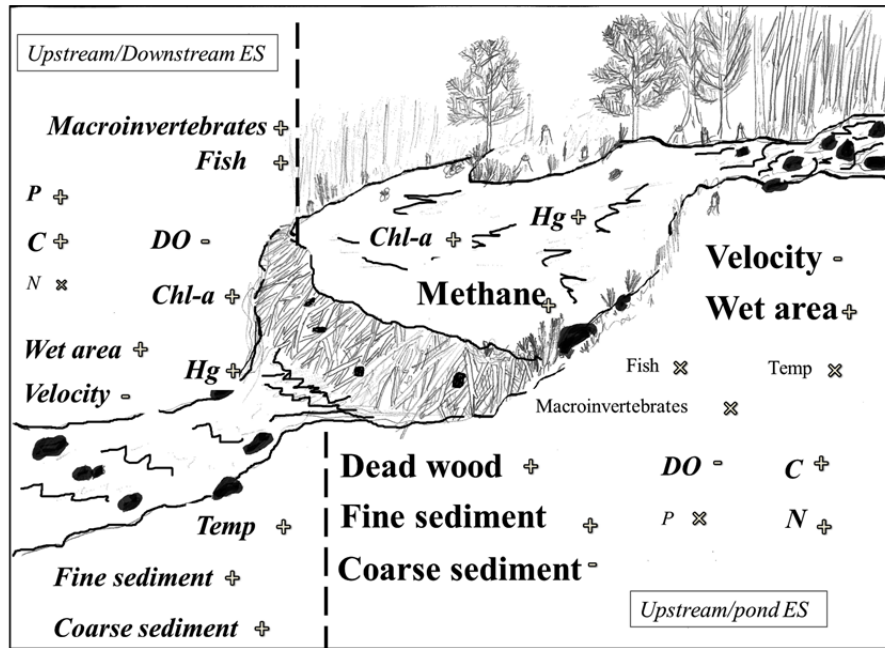 Upstream/Downstream ES
Macroinvertebrates +
Fish +
P +
C +
DO -
N ×
Chl-a +
Wet area +
Hg +
Velocity -
Temp +
Fine sediment +
Coarse sediment +
Hg +
Chl-a +
Methane +
Velocity -
Wet area +
Fish ×
Temp ×
Macroinvertebrates ×
Dead wood +
DO -
C +
Fine sediment +
P ×
N +
Coarse sediment -
Upstream/pond ES